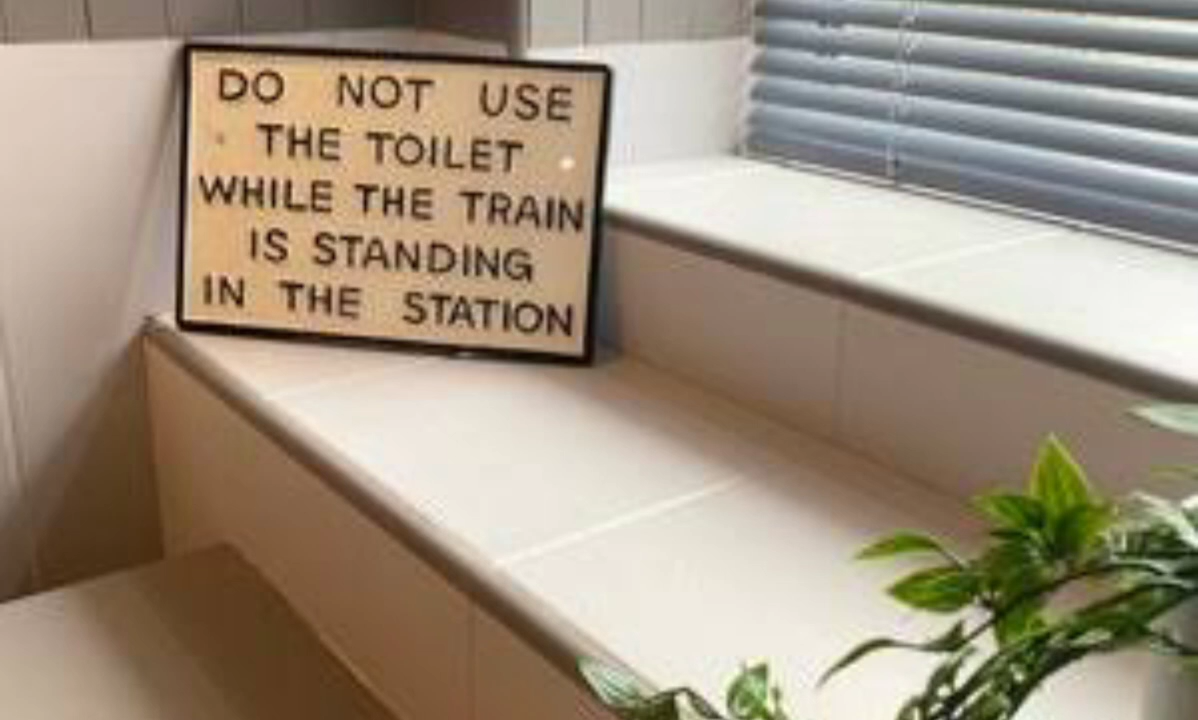 DO NOT USE
THE TOILET
WHILE THE TRAIN
IS STANDING
IN THE STATION